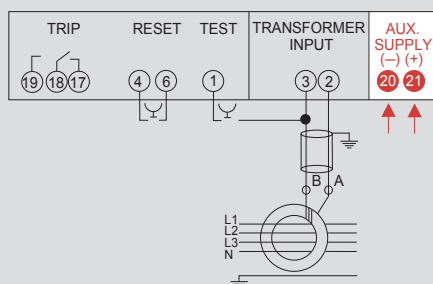 TRIP RESET TEST TRANSFORMER INPUT AUX. SUPPLY
(–) (+)
19 18 17 4 6 1 3 2 20 21
B A
L1
L2
L3
N